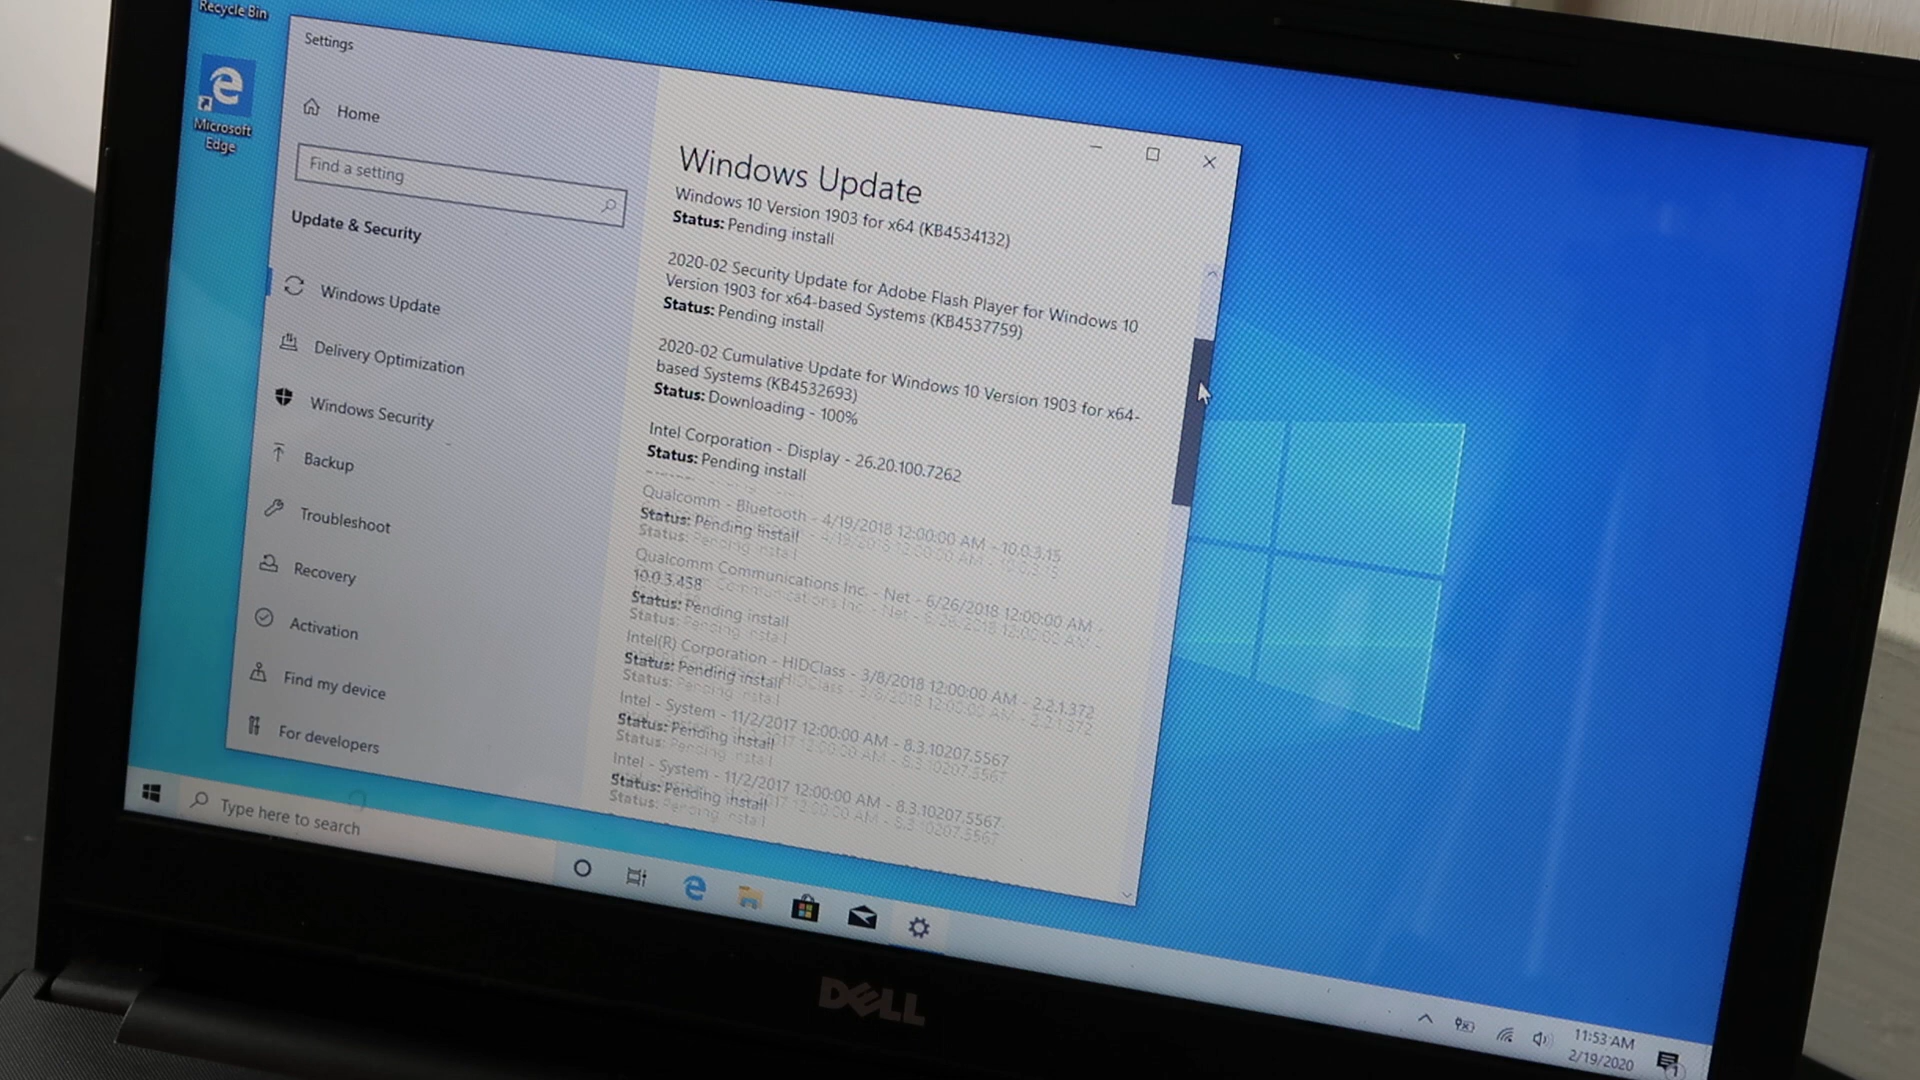 Recycle Bin
Microsoft
Edge
Settings
Home
Find a setting
Update & Security
Windows Update
Delivery Optimization
Windows Security
Backup
Troubleshoot
Recovery
Activation
Find my device
For developers
Windows Update
Windows 10 Version 1903 for x64 (KB4534132)
Status: Pending install
2020-02 Security Update for Adobe Flash Player for Windows 10
Version 1903 for x64-based Systems (KB4537759)
Status: Pending install
2020-02 Cumulative Update for Windows 10 Version 1903 for x64-
based Systems (KB4532693)
Status: Downloading - 100%
Intel Corporation - Display - 26.20.100.7262
Status: Pending install
Qualcomm - Bluetooth - 4/19/2018 12:00:00 AM - 10.0.3.15
Status: Pending install
Qualcomm Communications Inc. - Net - 6/26/2018 12:00:00 AM -
10.0.3.458
Status: Pending install
Intel(R) Corporation - HIDClass - 3/8/2018 12:00:00 AM - 2.2.1.372
Status: Pending install
Intel - System - 11/2/2017 12:00:00 AM - 8.3.10207.5567
Status: Pending install
Intel - System - 11/2/2017 12:00:00 AM - 8.3.10207.5567
Status: Pending install
Type here to search
11:53 AM
2/19/2020
1
DELL